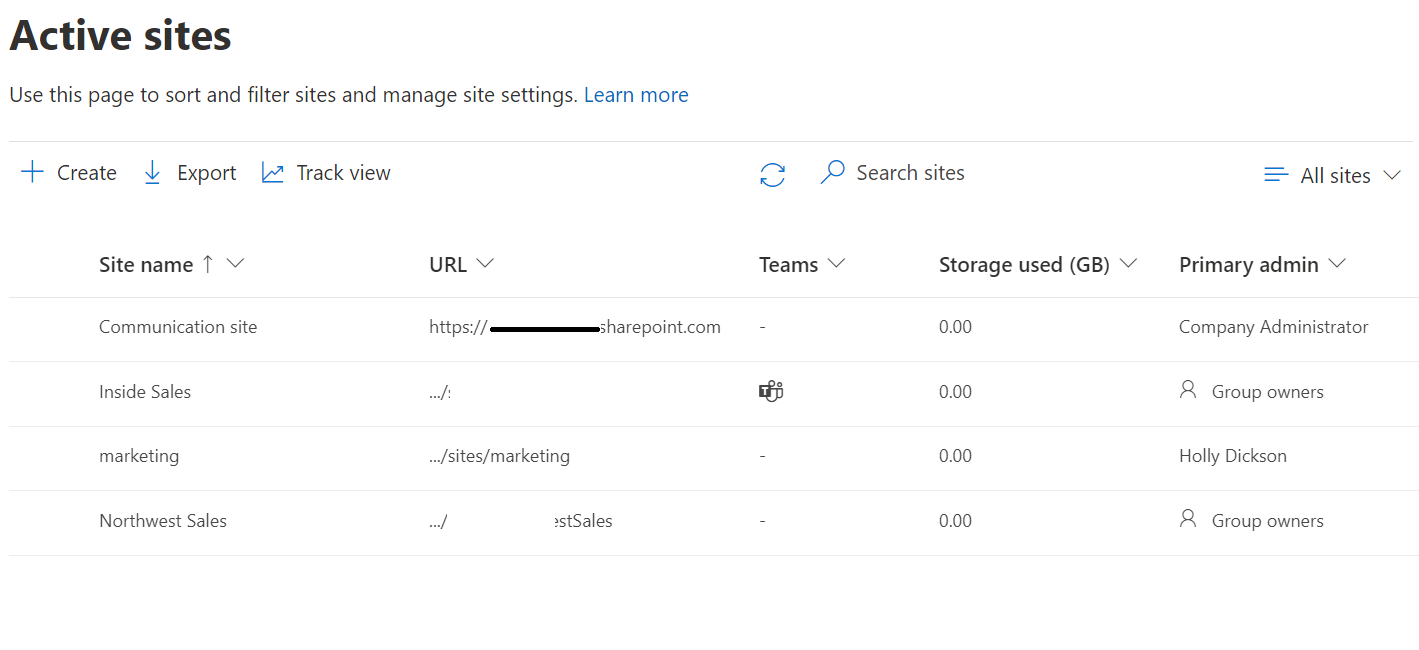 Active sites
Use this page to sort and filter sites and manage site settings. Learn more
Create Export Track view Search sites All sites
Site name ↑ URL Teams Storage used (GB) Primary admin
Communication site https:// sharepoint.com - 0.00 Company Administrator
Inside Sales .../ 0.00 Group owners
marketing .../sites/marketing - 0.00 Holly Dickson
Northwest Sales .../ estSales - 0.00 Group owners